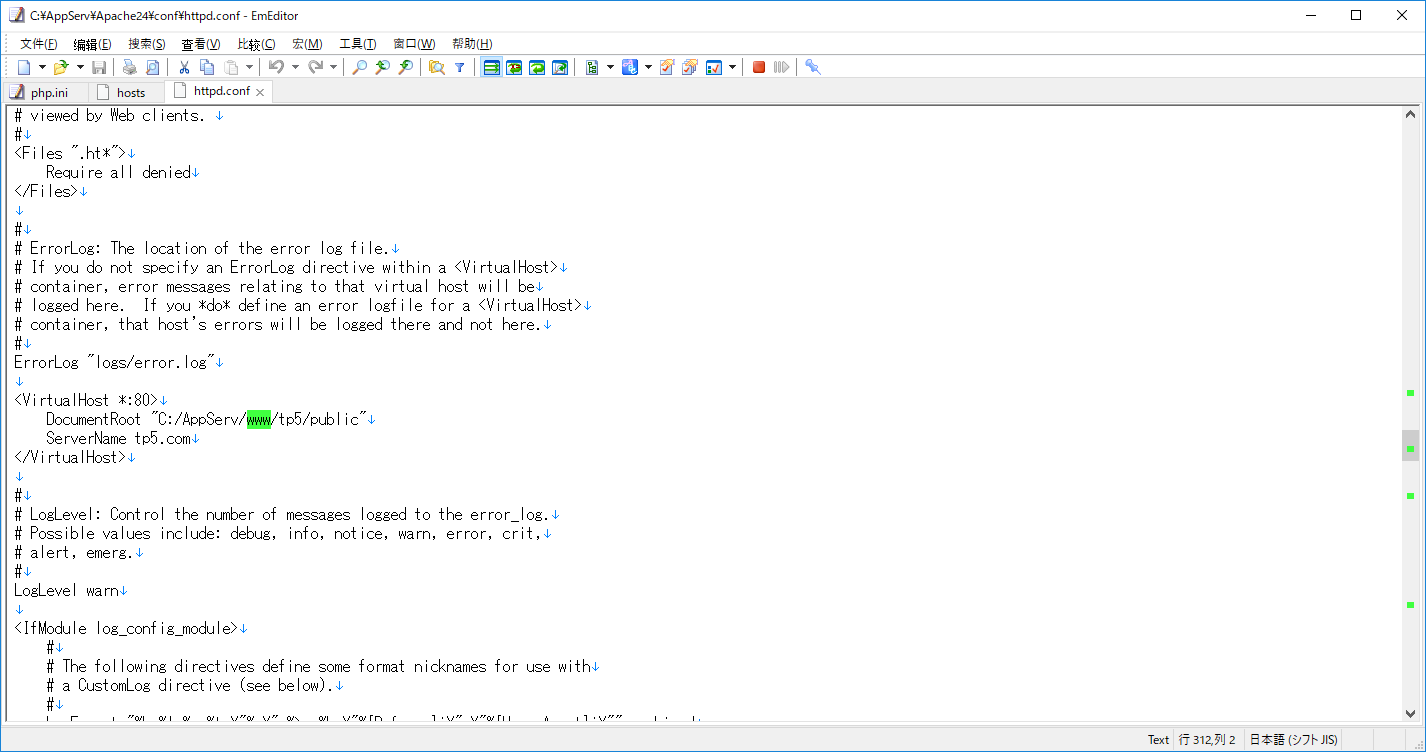 C:¥AppServ¥Apache24¥conf¥httpd.conf - EmEditor
文件(F) 编辑(E) 搜索(S) 查看(V) 比较(C) 宏(M) 工具(T) 窗口(W) 帮助(H)
php.ini hosts httpd.conf
# viewed by Web clients. ↓
#↓
<Files ".ht*">↓
    Require all denied↓
</Files>↓
↓
#↓
# ErrorLog: The location of the error log file.↓
# If you do not specify an ErrorLog directive within a <VirtualHost>↓
# container, error messages relating to that virtual host will be↓
# logged here.  If you *do* define an error logfile for a <VirtualHost>↓
# container, that host's errors will be logged there and not here.↓
#↓
ErrorLog "logs/error.log"↓
↓
<VirtualHost *:80>↓
    DocumentRoot "C:/AppServ/www/tp5/public"↓
    ServerName tp5.com↓
</VirtualHost>↓
↓
#↓
# LogLevel: Control the number of messages logged to the error_log.↓
# Possible values include: debug, info, notice, warn, error, crit,↓
# alert, emerg.↓
#↓
LogLevel warn↓
↓
<IfModule log_config_module>↓
    #↓
    # The following directives define some format nicknames for use with↓
    # a CustomLog directive (see below).↓
    #↓
Text 行 312,列 2 日本語 (シフト JIS)